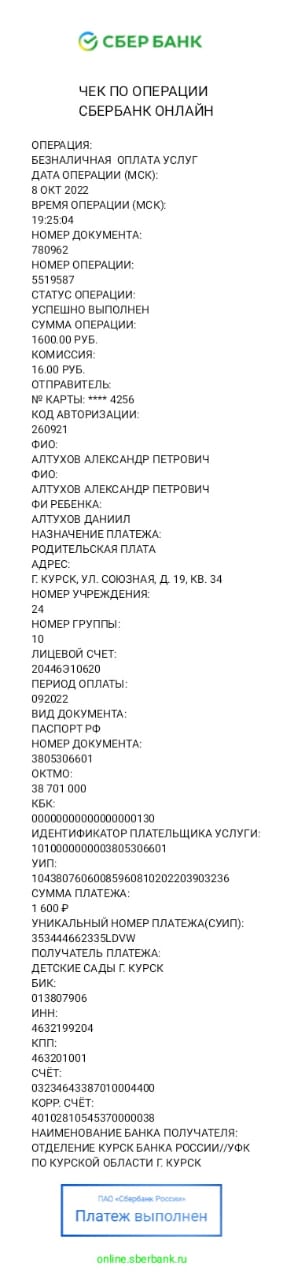 СБЕР БАНК
ЧЕК ПО ОПЕРАЦИИ
СБЕРБАНК ОНЛАЙН
ОПЕРАЦИЯ:
БЕЗНАЛИЧНАЯ ОПЛАТА УСЛУГ
ДАТА ОПЕРАЦИИ (МСК):
8 ОКТ 2022
ВРЕМЯ ОПЕРАЦИИ (МСК):
19:25:04
НОМЕР ДОКУМЕНТА:
780962
НОМЕР ОПЕРАЦИИ:
5519587
СТАТУС ОПЕРАЦИИ:
УСПЕШНО ВЫПОЛНЕН
СУММА ОПЕРАЦИИ:
1600.00 РУБ.
КОМИССИЯ:
16.00 РУБ.
ОТПРАВИТЕЛЬ:
№ КАРТЫ: **** 4256
КОД АВТОРИЗАЦИИ:
260921
ФИО:
АЛТУХОВ АЛЕКСАНДР ПЕТРОВИЧ
ФИО:
АЛТУХОВ АЛЕКСАНДР ПЕТРОВИЧ
ФИ РЕБЕНКА:
АЛТУХОВ ДАНИИЛ
НАЗНАЧЕНИЕ ПЛАТЕЖА:
РОДИТЕЛЬСКАЯ ПЛАТА
АДРЕС:
Г. КУРСК, УЛ. СОЮЗНАЯ, Д. 19, КВ. 34
НОМЕР УЧРЕЖДЕНИЯ:
24
НОМЕР ГРУППЫ:
10
ЛИЦЕВОЙ СЧЕТ:
20446Э10620
ПЕРИОД ОПЛАТЫ:
092022
ВИД ДОКУМЕНТА:
ПАСПОРТ РФ
НОМЕР ДОКУМЕНТА:
3805306601
ОКТМО:
38 701 000
КБК:
00000000000000000130
ИДЕНТИФИКАТОР ПЛАТЕЛЬЩИКА УСЛУГИ:
1010000000003805306601
УИП:
10438076060085960810202203903236
СУММА ПЛАТЕЖА:
1 600 ₽
УНИКАЛЬНЫЙ НОМЕР ПЛАТЕЖА(СУИП):
353444662335LDVW
ПОЛУЧАТЕЛЬ ПЛАТЕЖА:
ДЕТСКИЕ САДЫ Г. КУРСК
БИК:
013807906
ИНН:
4632199204
КПП:
463201001
СЧЁТ:
03234643387010004400
КОРР. СЧЁТ:
40102810545370000038
НАИМЕНОВАНИЕ БАНКА ПОЛУЧАТЕЛЯ:
ОТДЕЛЕНИЕ КУРСК БАНКА РОССИИ//УФК
ПО КУРСКОЙ ОБЛАСТИ Г. КУРСК
ПАО «Сбербанк России»
Платеж выполнен
online.sberbank.ru